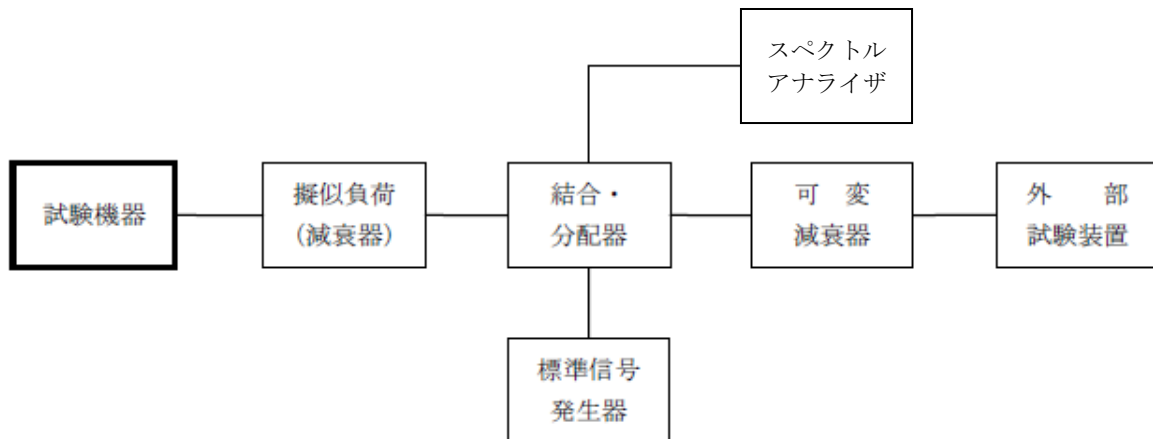 スペクトル
アナライザ
試験機器
擬似負荷
(減衰器)
結合・
分配器
可 変
減衰器
外 部
試験装置
標準信号
発生器